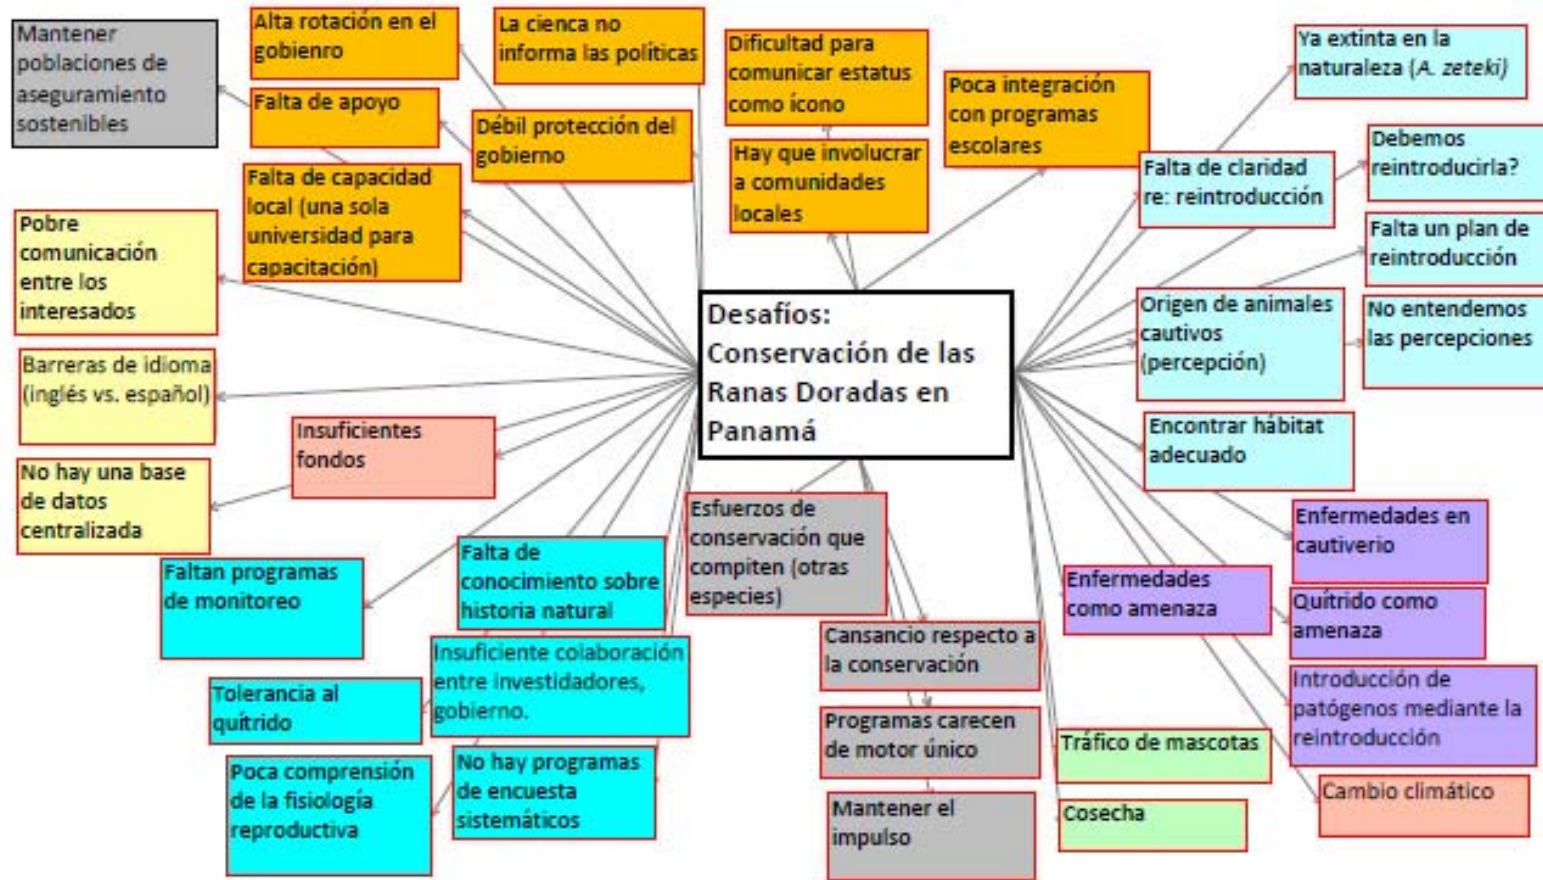 Mantener
poblaciones de
aseguramiento
sostenibles
Alta rotación en el
gobienro
La cienca no
informa las políticas
Falta de apoyo
Débil protección del
gobierno
Falta de capacidad
local (una sola
universidad para
capacitación)
Dificultad para
comunicar estatus
como ícono
Hay que involucrar
a comunidades
locales
Poca integración
con programas
escolares
Ya extinta en la
naturaleza (A. zeteki)
Debemos
reintroducirla?
Falta de claridad
re: reintroducción
Falta un plan de
reintroducción
Origen de animales
cautivos
(percepción)
No entendemos
las percepciones
Encontrar hábitat
adecuado
Pobre
comunicación
entre los
interesados
Barreras de idioma
(inglés vs. español)
No hay una base
de datos
centralizada
Insuficientes
fondos
Desafíos:
Conservación de las
Ranas Doradas en
Panamá
Faltan programas
de monitoreo
Falta de
conocimiento sobre
historia natural
Insuficiente colaboración
entre investidadores,
gobierno.
Tolerancia al
quítrido
Poca comprensión
de la fisiología
reproductiva
No hay programas
de encuesta
sistemáticos
Esfuerzos de
conservación que
compiten (otras
especies)
Cansancio respecto a
la conservación
Programas carecen
de motor único
Mantener el
impulso
Enfermedades
como amenaza
Enfermedades en
cautiverio
Quítrido como
amenaza
Introducción de
patógenos mediante la
reintroducción
Tráfico de mascotas
Cosecha
Cambio climático